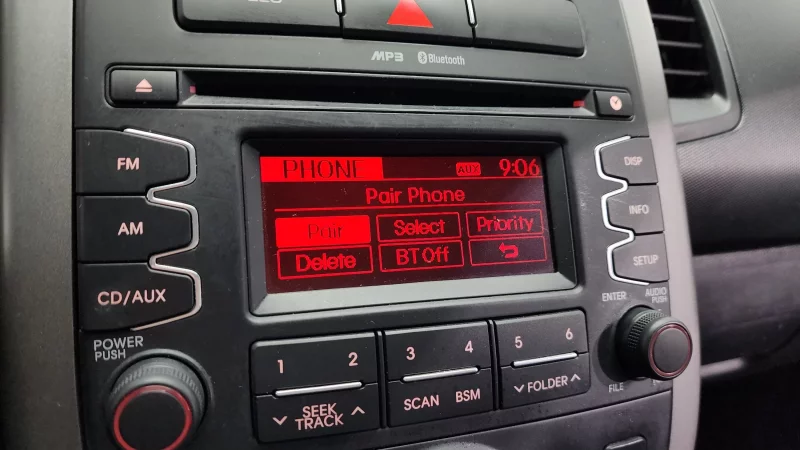 MP3 Bluetooth
FM
AM
CD/AUX
PHONE AUX 9:06
Pair Phone
Pair Select Priority
Delete BT Off
DISP
INFO
SETUP
POWER
PUSH
ENTER
AUDIO
PUSH
1 2
SEEK
TRACK
3 4
SCAN BSM
5 6
FOLDER
FILE